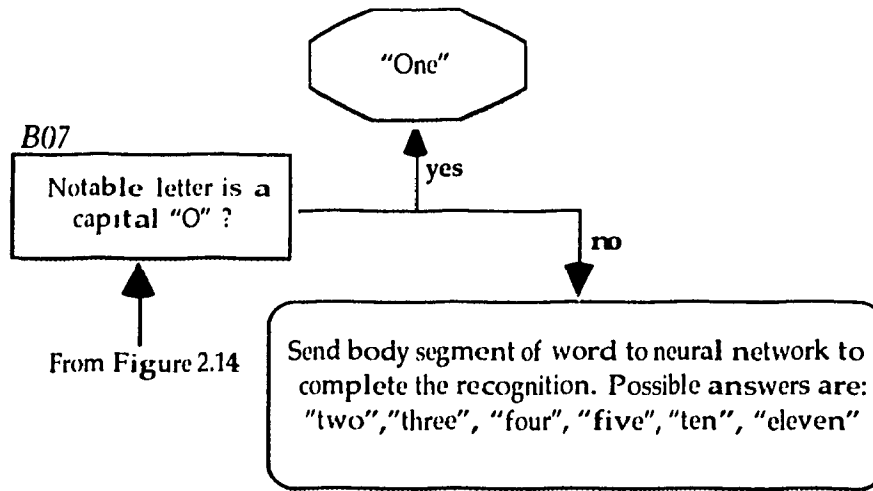 "One"
B07
yes
Notable letter is a
capital "O" ?
no
From Figure 2.14
Send body segment of word to neural network to
complete the recognition. Possible answers are:
"two","three", "four", "five", "ten", "eleven"